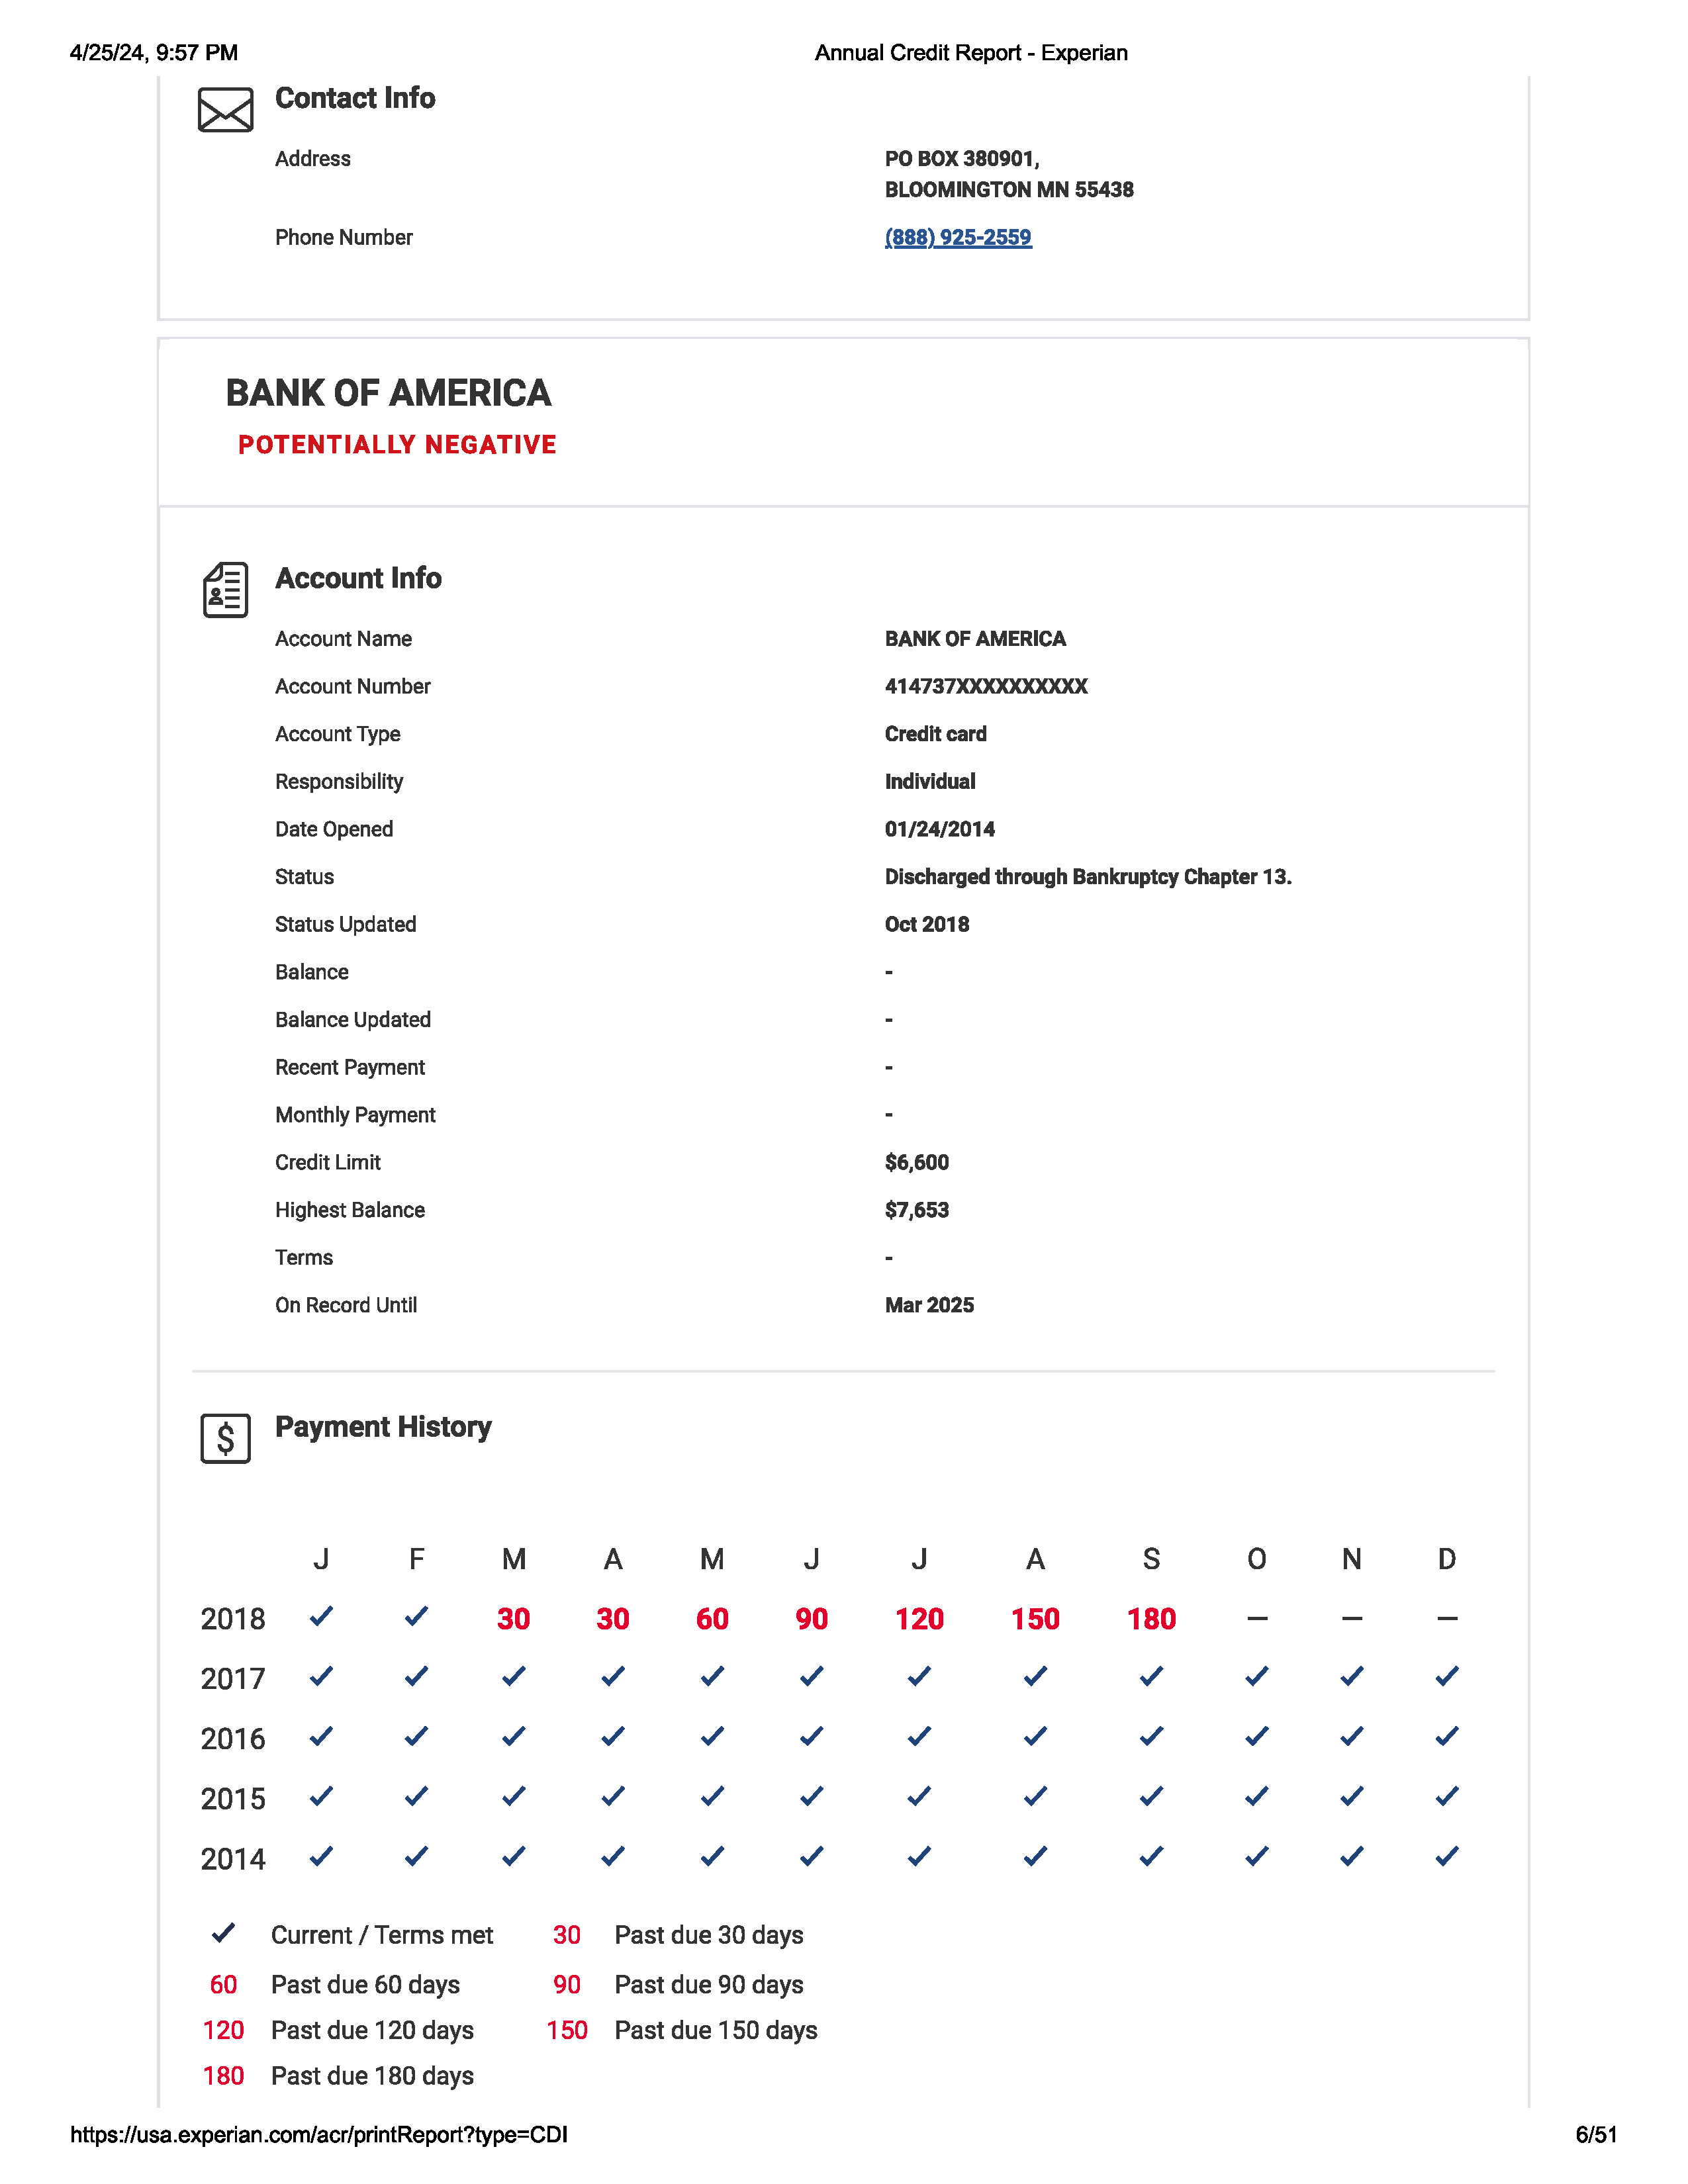 4/25/24, 9:57 PM Annual Credit Report - Experian
Contact Info
Address PO BOX 380901,
BLOOMINGTON MN 55438
Phone Number (888) 925-2559
BANK OF AMERICA
POTENTIALLY NEGATIVE
Account Info
Account Name BANK OF AMERICA
Account Number 414737XXXXXXXXXX
Account Type Credit card
Responsibility Individual
Date Opened 01/24/2014
Status Discharged through Bankruptcy Chapter 13.
Status Updated Oct 2018
Balance -
Balance Updated -
Recent Payment -
Monthly Payment -
Credit Limit $6,600
Highest Balance $7,653
Terms -
On Record Until Mar 2025
$ Payment History
J F M A M J J A S O N D
2018 ✓ ✓ 30 30 60 90 120 150 180 — — —
2017 ✓ ✓ ✓ ✓ ✓ ✓ ✓ ✓ ✓ ✓ ✓ ✓
2016 ✓ ✓ ✓ ✓ ✓ ✓ ✓ ✓ ✓ ✓ ✓ ✓
2015 ✓ ✓ ✓ ✓ ✓ ✓ ✓ ✓ ✓ ✓ ✓ ✓
2014 ✓ ✓ ✓ ✓ ✓ ✓ ✓ ✓ ✓ ✓ ✓ ✓
✓ Current / Terms met 30 Past due 30 days
60 Past due 60 days 90 Past due 90 days
120 Past due 120 days 150 Past due 150 days
180 Past due 180 days
https://usa.experian.com/acr/printReport?type=CDI 6/51